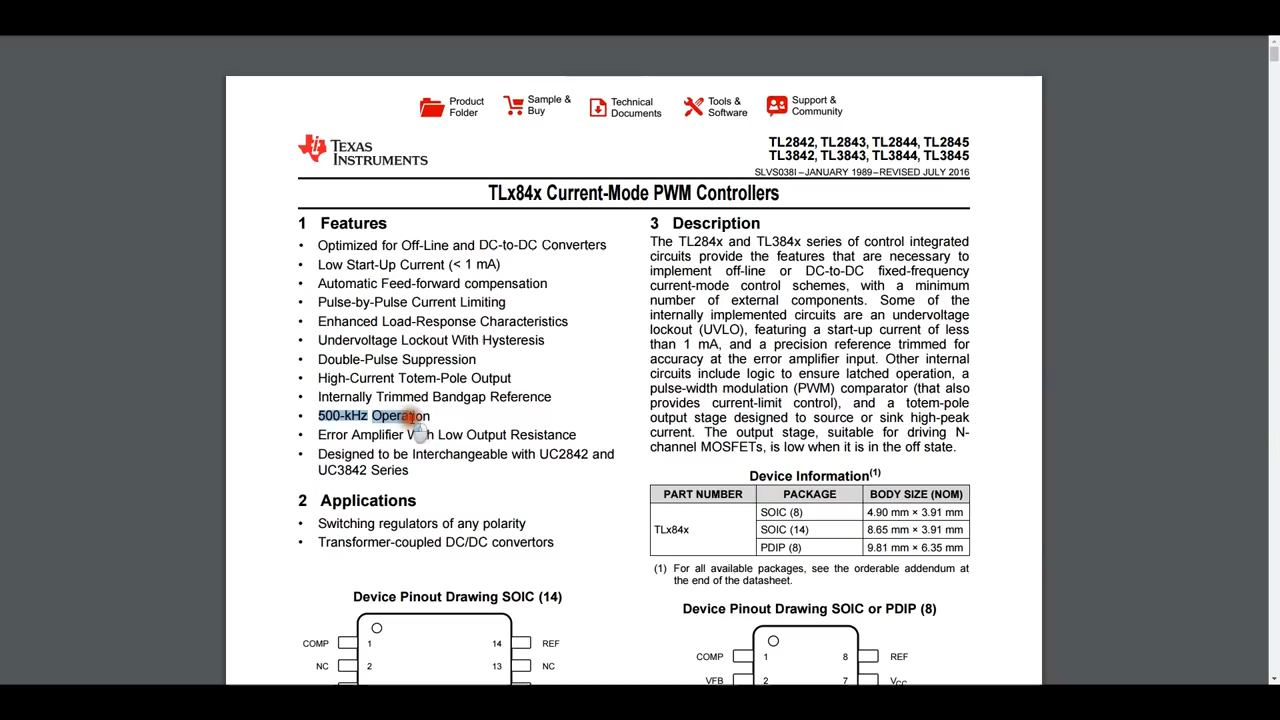 Product
Folder
Sample &
Buy
Technical
Documents
Tools &
Software
Support &
Community
TEXAS
INSTRUMENTS
TL2842, TL2843, TL2844, TL2845
TL3842, TL3843, TL3844, TL3845
SLVS038I –JANUARY 1989–REVISED JULY 2016
TLx84x Current-Mode PWM Controllers
1 Features
• Optimized for Off-Line and DC-to-DC Converters
• Low Start-Up Current (< 1 mA)
• Automatic Feed-forward compensation
• Pulse-by-Pulse Current Limiting
• Enhanced Load-Response Characteristics
• Undervoltage Lockout With Hysteresis
• Double-Pulse Suppression
• High-Current Totem-Pole Output
• Internally Trimmed Bandgap Reference
• 500-kHz Operation
• Error Amplifier With Low Output Resistance
• Designed to be Interchangeable with UC2842 and
UC3842 Series
2 Applications
• Switching regulators of any polarity
• Transformer-coupled DC/DC convertors
Device Pinout Drawing SOIC (14)
COMP 1 14 REF
NC 2 13 NC
3 Description
The TL284x and TL384x series of control integrated
circuits provide the features that are necessary to
implement off-line or DC-to-DC fixed-frequency
current-mode control schemes, with a minimum
number of external components. Some of the
internally implemented circuits are an undervoltage
lockout (UVLO), featuring a start-up current of less
than 1 mA, and a precision reference trimmed for
accuracy at the error amplifier input. Other internal
circuits include logic to ensure latched operation, a
pulse-width modulation (PWM) comparator (that also
provides current-limit control), and a totem-pole
output stage designed to source or sink high-peak
current. The output stage, suitable for driving N-
channel MOSFETs, is low when it is in the off state.
Device Information(1)
PART NUMBER PACKAGE BODY SIZE (NOM)
TLx84x
SOIC (8) 4.90 mm × 3.91 mm
SOIC (14) 8.65 mm × 3.91 mm
PDIP (8) 9.81 mm × 6.35 mm
(1) For all available packages, see the orderable addendum at
the end of the datasheet.
Device Pinout Drawing SOIC or PDIP (8)
COMP 1 8 REF
VFB 2 7 VCC